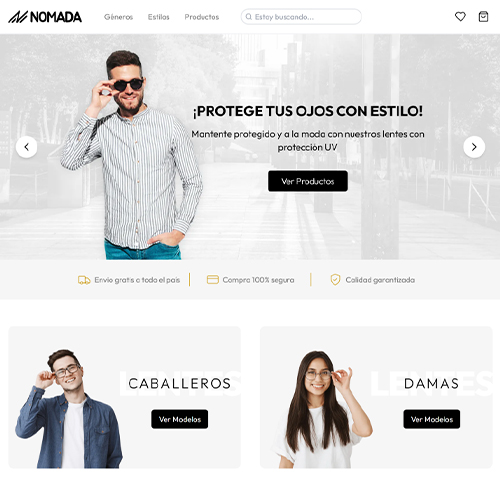 NOMADA
Géneros Estilos Productos
Estoy buscando...
¡PROTEGE TUS OJOS CON ESTILO!
Mantente protegido y a la moda con nuestros lentes con
protección UV
Ver Productos
Envío gratis a todo el país
Compra 100% segura
Calidad garantizada
LENTES
CABALLEROS
Ver Modelos
LENTES
DAMAS
Ver Modelos